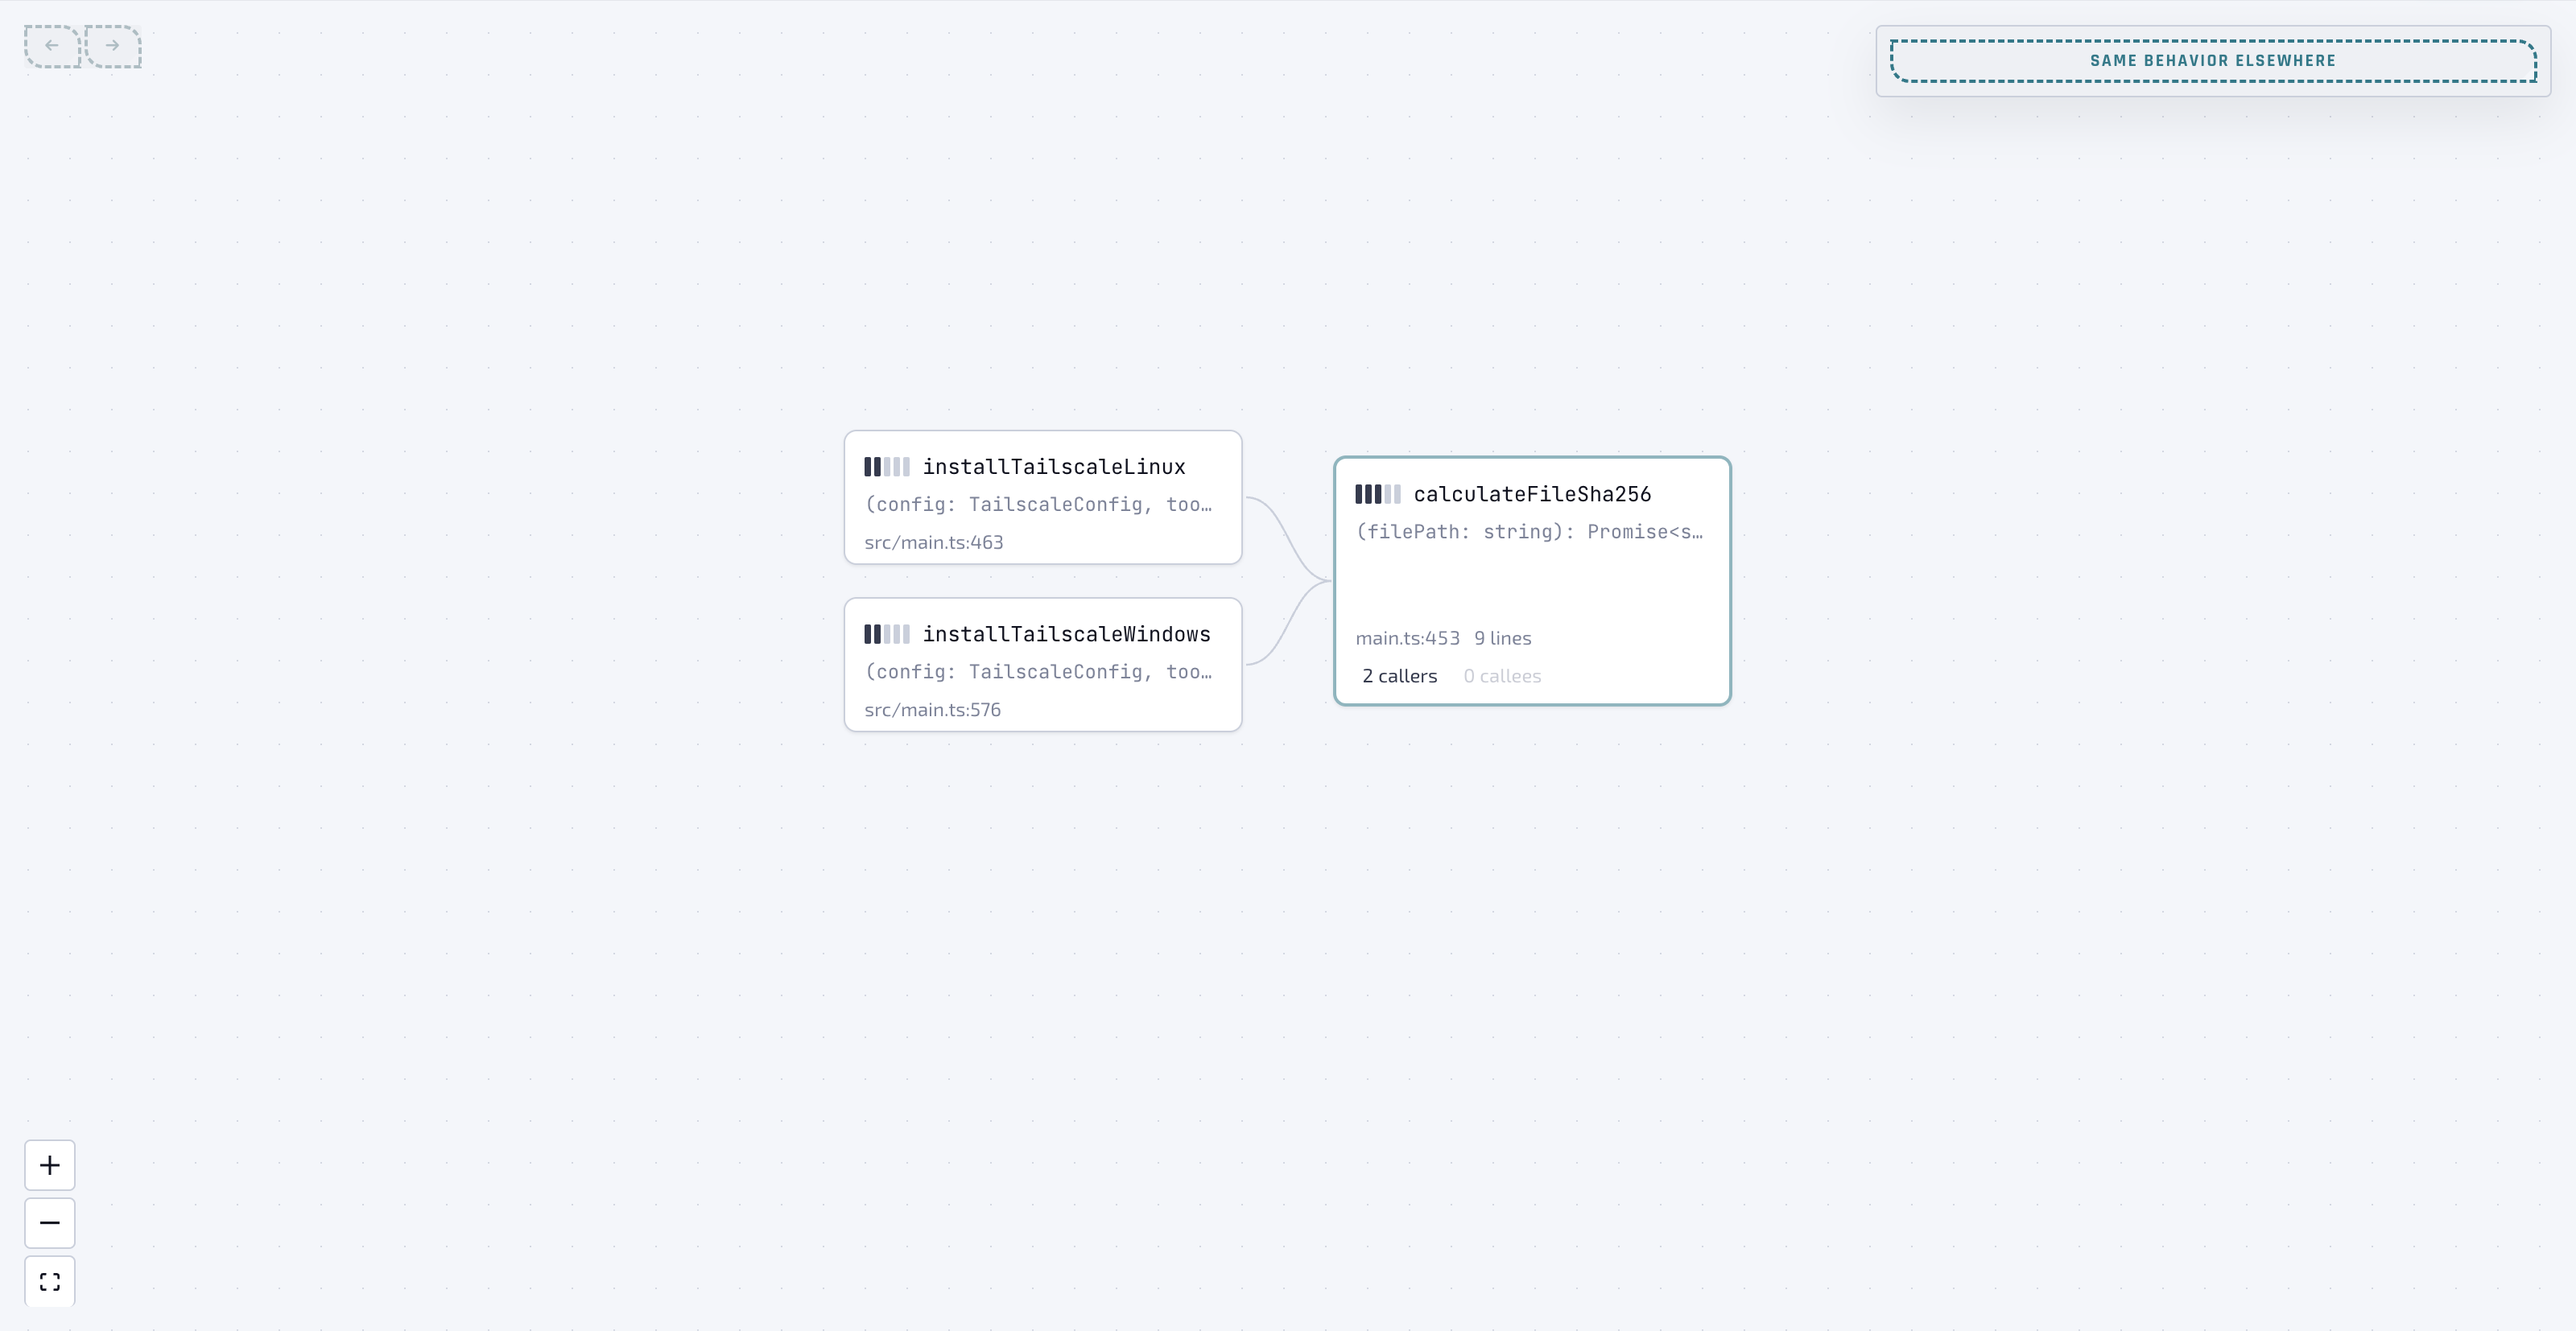 SAME BEHAVIOR ELSEWHERE
installTailscaleLinux
(config: TailscaleConfig, too…
src/main.ts:463
installTailscaleWindows
(config: TailscaleConfig, too…
src/main.ts:576
calculateFileSha256
(filePath: string): Promise<s…
main.ts:453 9 lines
2 callers 0 callees